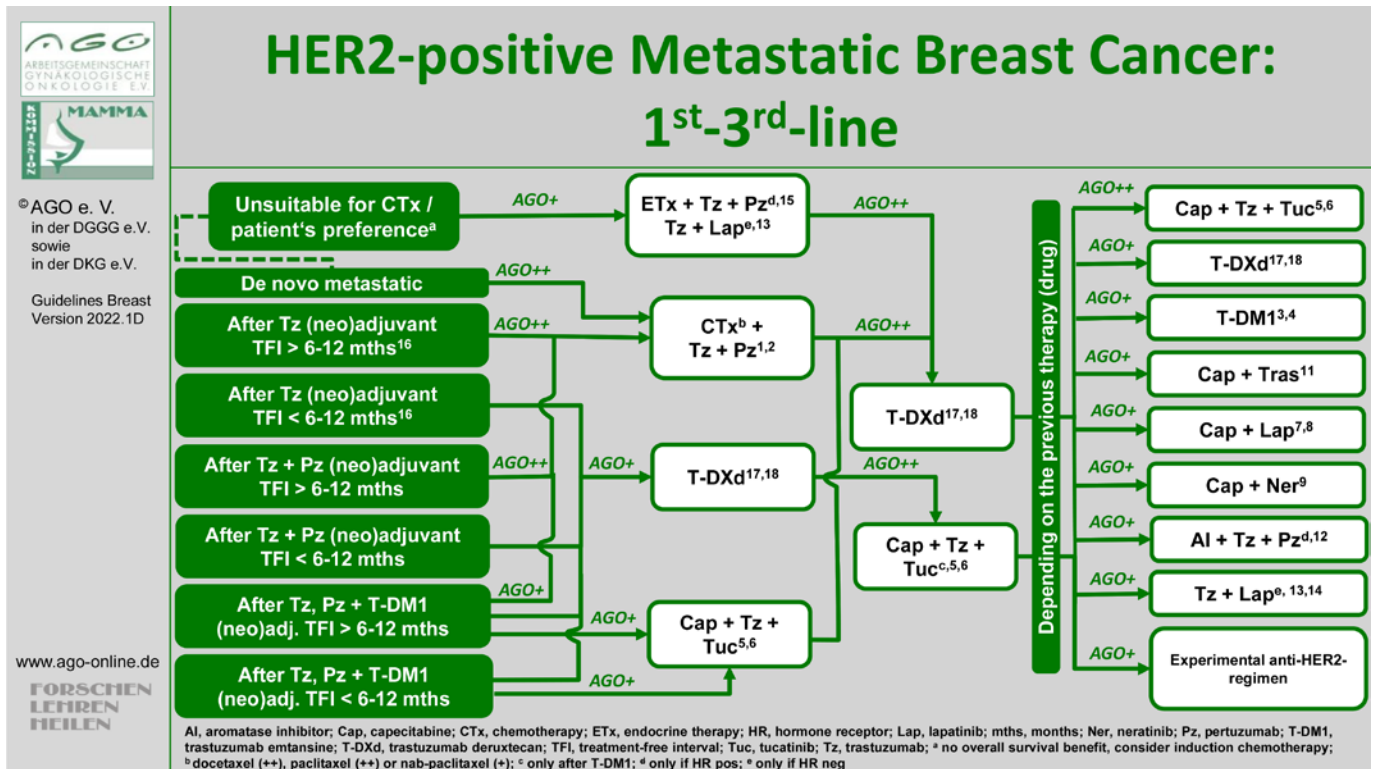 AGO
ARBEITSGEMEINSCHAFT
GYNÄKOLOGISCHE
ONKOLOGIE E.V.
KOMMISSION
MAMMA
© AGO e. V.
in der DGGG e.V.
sowie
in der DKG e.V.
Guidelines Breast
Version 2022.1D
www.ago-online.de
FORSCHEN
LEHREN
HEILEN
HER2-positive Metastatic Breast Cancer:
1st-3rd-line
Unsuitable for CTx /
patient's preferencea
De novo metastatic
After Tz (neo)adjuvant
TFI > 6-12 mths16
After Tz (neo)adjuvant
TFI < 6-12 mths16
After Tz + Pz (neo)adjuvant
TFI > 6-12 mths
After Tz + Pz (neo)adjuvant
TFI < 6-12 mths
After Tz, Pz + T-DM1
(neo)adj. TFI > 6-12 mths
After Tz, Pz + T-DM1
(neo)adj. TFI < 6-12 mths
AGO+
AGO++
AGO++
AGO++
AGO+
AGO+
AGO+
AGO+
ETx + Tz + Pzd,15
Tz + Lape,13
CTxb +
Tz + Pz1,2
T-DXd17,18
Cap + Tz +
Tuc5,6
AGO++
AGO++
AGO++
T-DXd17,18
Cap + Tz +
Tucc,5,6
Depending on the previous therapy (drug)
AGO++
Cap + Tz + Tuc5,6
AGO+
T-DXd17,18
AGO+
T-DM13,4
AGO+
Cap + Tras11
AGO+
Cap + Lap7,8
AGO+
Cap + Ner9
AGO+
AI + Tz + Pzd,12
AGO+
Tz + Lape, 13,14
AGO+
Experimental anti-HER2-
regimen
AI, aromatase inhibitor; Cap, capecitabine; CTx, chemotherapy; ETx, endocrine therapy; HR, hormone receptor; Lap, lapatinib; mths, months; Ner, neratinib; Pz, pertuzumab; T-DM1,
trastuzumab emtansine; T-DXd, trastuzumab deruxtecan; TFI, treatment-free interval; Tuc, tucatinib; Tz, trastuzumab; a no overall survival benefit, consider induction chemotherapy;
b docetaxel (++), paclitaxel (++) or nab-paclitaxel (+); c only after T-DM1; d only if HR pos; e only if HR neg